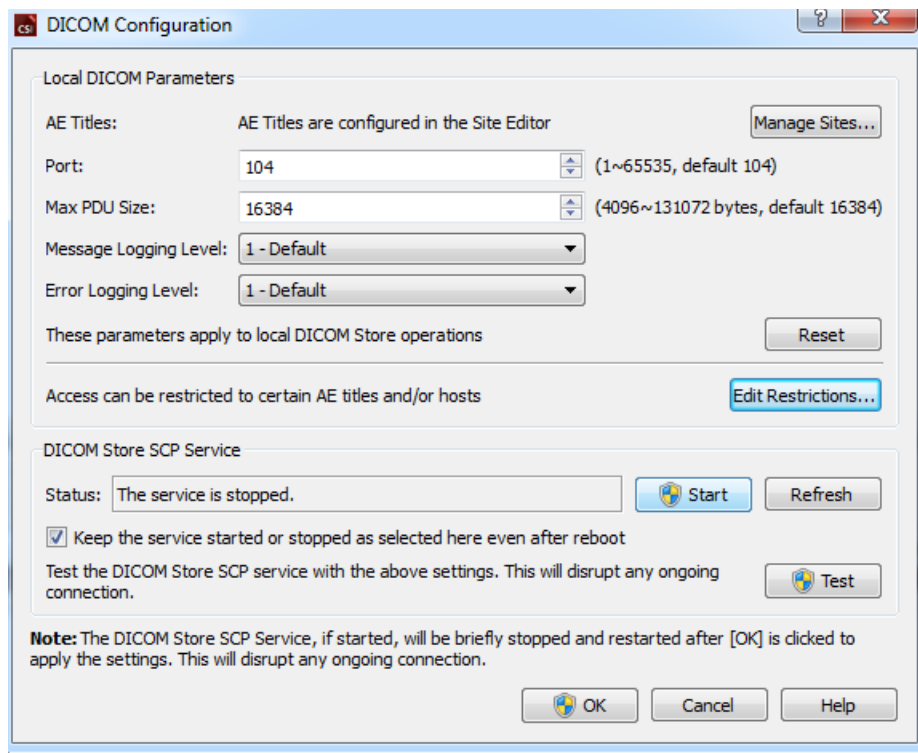 CSI DICOM Configuration ? X
Local DICOM Parameters
AE Titles: AE Titles are configured in the Site Editor Manage Sites...
Port: 104 (1~65535, default 104)
Max PDU Size: 16384 (4096~131072 bytes, default 16384)
Message Logging Level: 1 - Default
Error Logging Level: 1 - Default
These parameters apply to local DICOM Store operations Reset
Access can be restricted to certain AE titles and/or hosts Edit Restrictions...
DICOM Store SCP Service
Status: The service is stopped. Start Refresh
Keep the service started or stopped as selected here even after reboot
Test the DICOM Store SCP service with the above settings. This will disrupt any ongoing
connection. Test
Note: The DICOM Store SCP Service, if started, will be briefly stopped and restarted after [OK] is clicked to
apply the settings. This will disrupt any ongoing connection.
OK Cancel Help